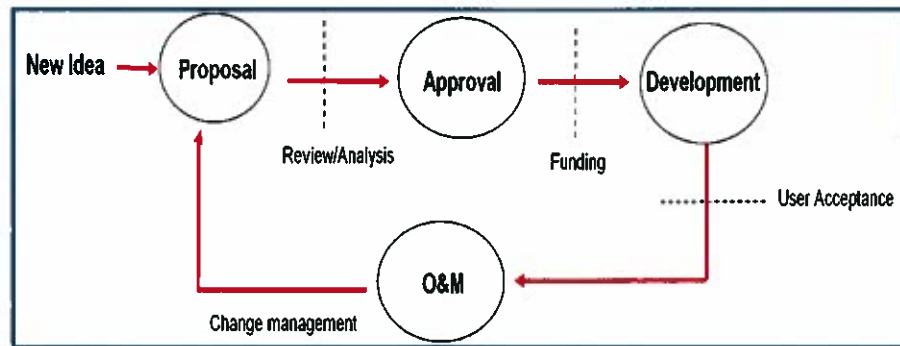 New Idea
Proposal
Approval
Development
Review/Analysis
Funding
User Acceptance
O&M
Change management